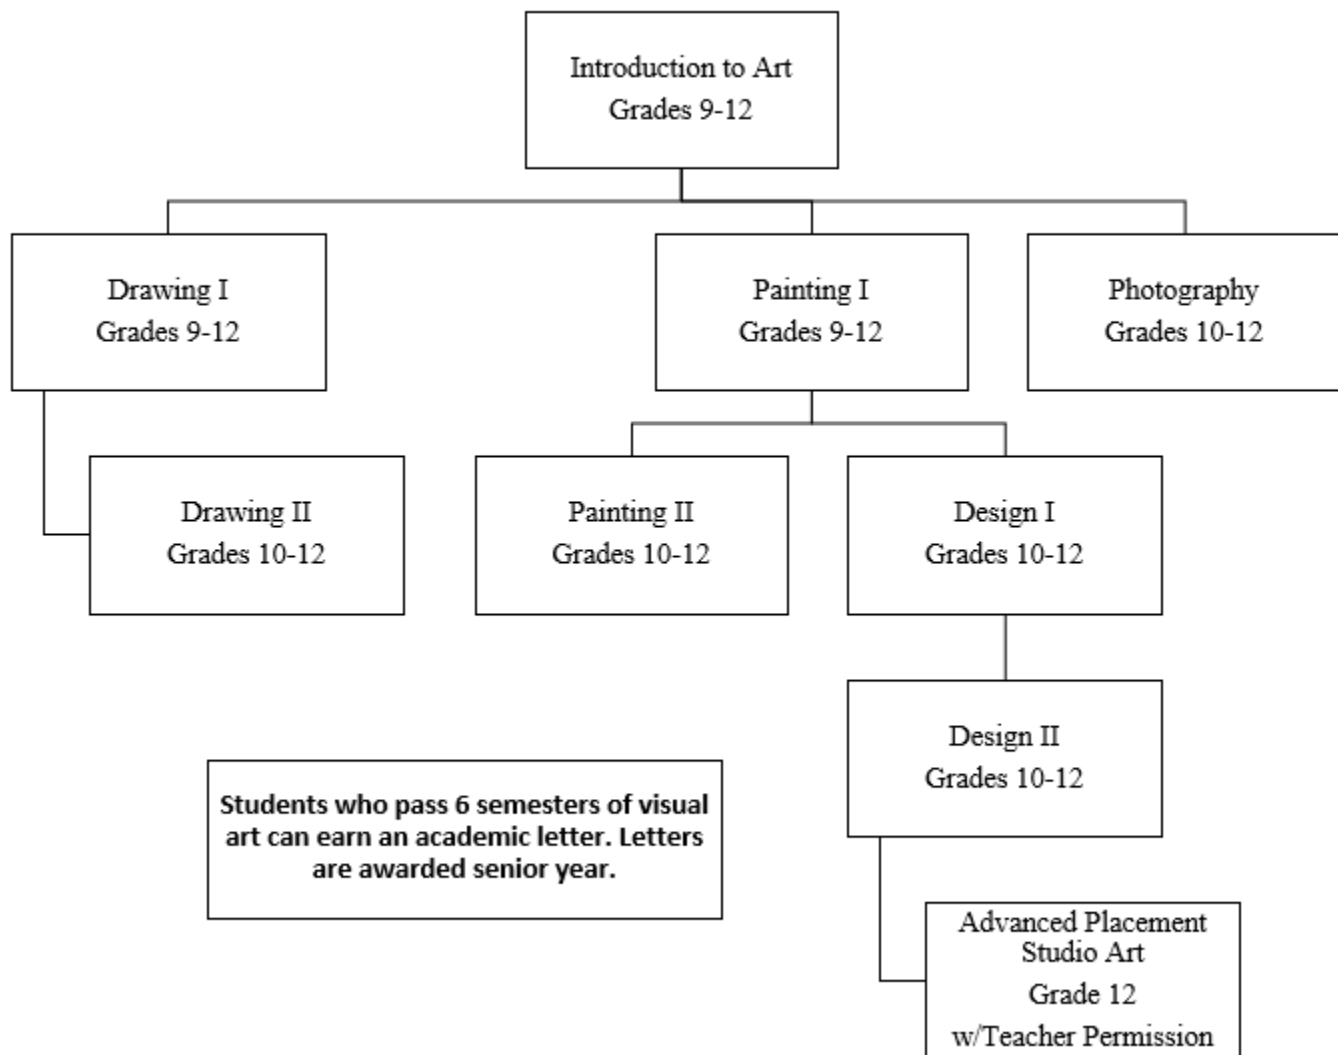 Introduction to Art
Grades 9-12
Drawing I
Grades 9-12
Painting I
Grades 9-12
Photography
Grades 10-12
Drawing II
Grades 10-12
Painting II
Grades 10-12
Design I
Grades 10-12
Design II
Grades 10-12
Students who pass 6 semesters of visual
art can earn an academic letter. Letters
are awarded senior year.
Advanced Placement
Studio Art
Grade 12
w/Teacher Permission